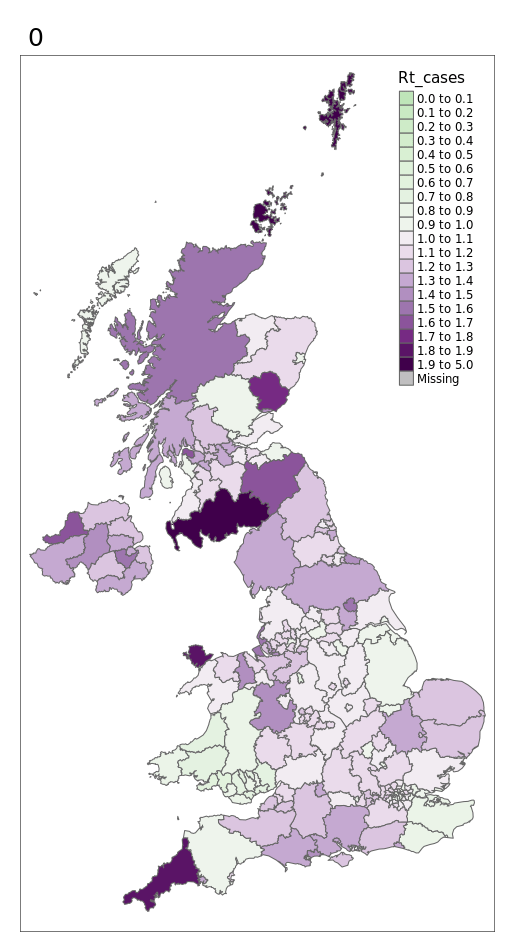 0
Rt_cases
0.0 to 0.1
0.1 to 0.2
0.2 to 0.3
0.3 to 0.4
0.4 to 0.5
0.5 to 0.6
0.6 to 0.7
0.7 to 0.8
0.8 to 0.9
0.9 to 1.0
1.0 to 1.1
1.1 to 1.2
1.2 to 1.3
1.3 to 1.4
1.4 to 1.5
1.5 to 1.6
1.6 to 1.7
1.7 to 1.8
1.8 to 1.9
1.9 to 5.0
Missing